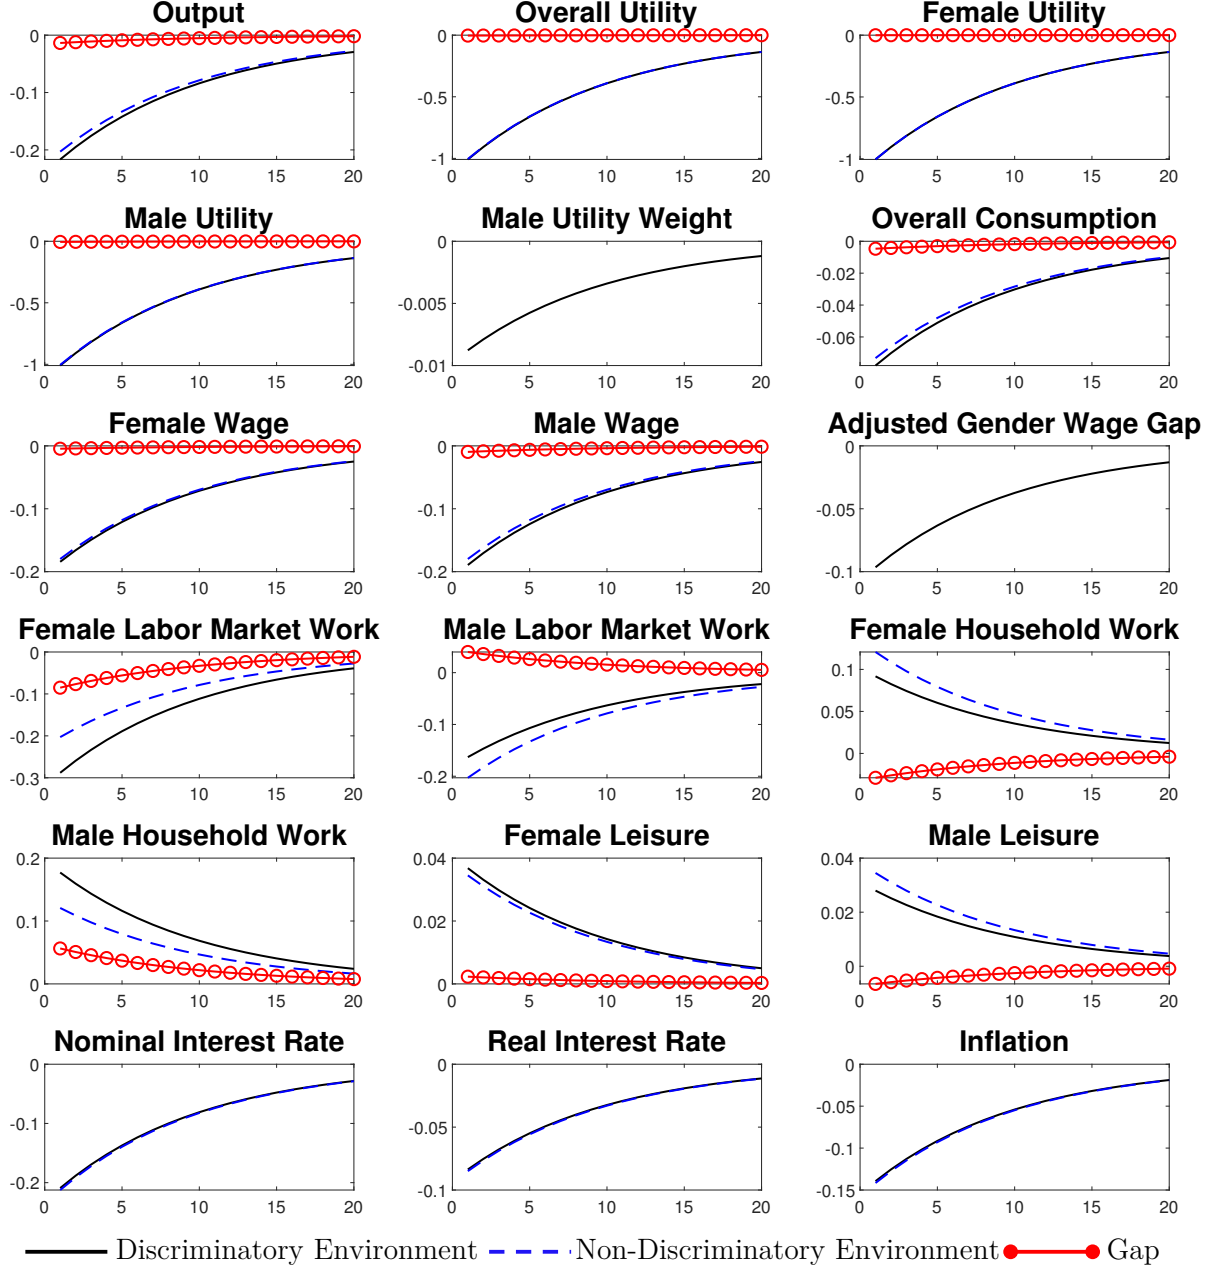 Output Overall Utility Female Utility
0 -0.1 -0.2 0 5 10 15 20
0 -0.5 -1 0 5 10 15 20
0 -0.5 -1 0 5 10 15 20
Male Utility Male Utility Weight Overall Consumption
0 -0.5 -1 0 5 10 15 20
0 -0.005 -0.01 0 5 10 15 20
0 -0.02 -0.04 -0.06 0 5 10 15 20
Female Wage Male Wage Adjusted Gender Wage Gap
0 -0.1 -0.2 0 5 10 15 20
0 -0.1 -0.2 0 5 10 15 20
0 -0.05 -0.1 0 5 10 15 20
Female Labor Market Work Male Labor Market Work Female Household Work
0 -0.1 -0.2 -0.3 0 5 10 15 20
0 -0.1 -0.2 0 5 10 15 20
0.1 0.05 0 0 5 10 15 20
Male Household Work Female Leisure Male Leisure
0.2 0.1 0 0 5 10 15 20
0.04 0.02 0 0 5 10 15 20
0.04 0.02 0 0 5 10 15 20
Nominal Interest Rate Real Interest Rate Inflation
0 -0.1 -0.2 0 5 10 15 20
0 -0.05 -0.1 0 5 10 15 20
0 -0.05 -0.1 -0.15 0 5 10 15 20
Discriminatory Environment Non-Discriminatory Environment Gap